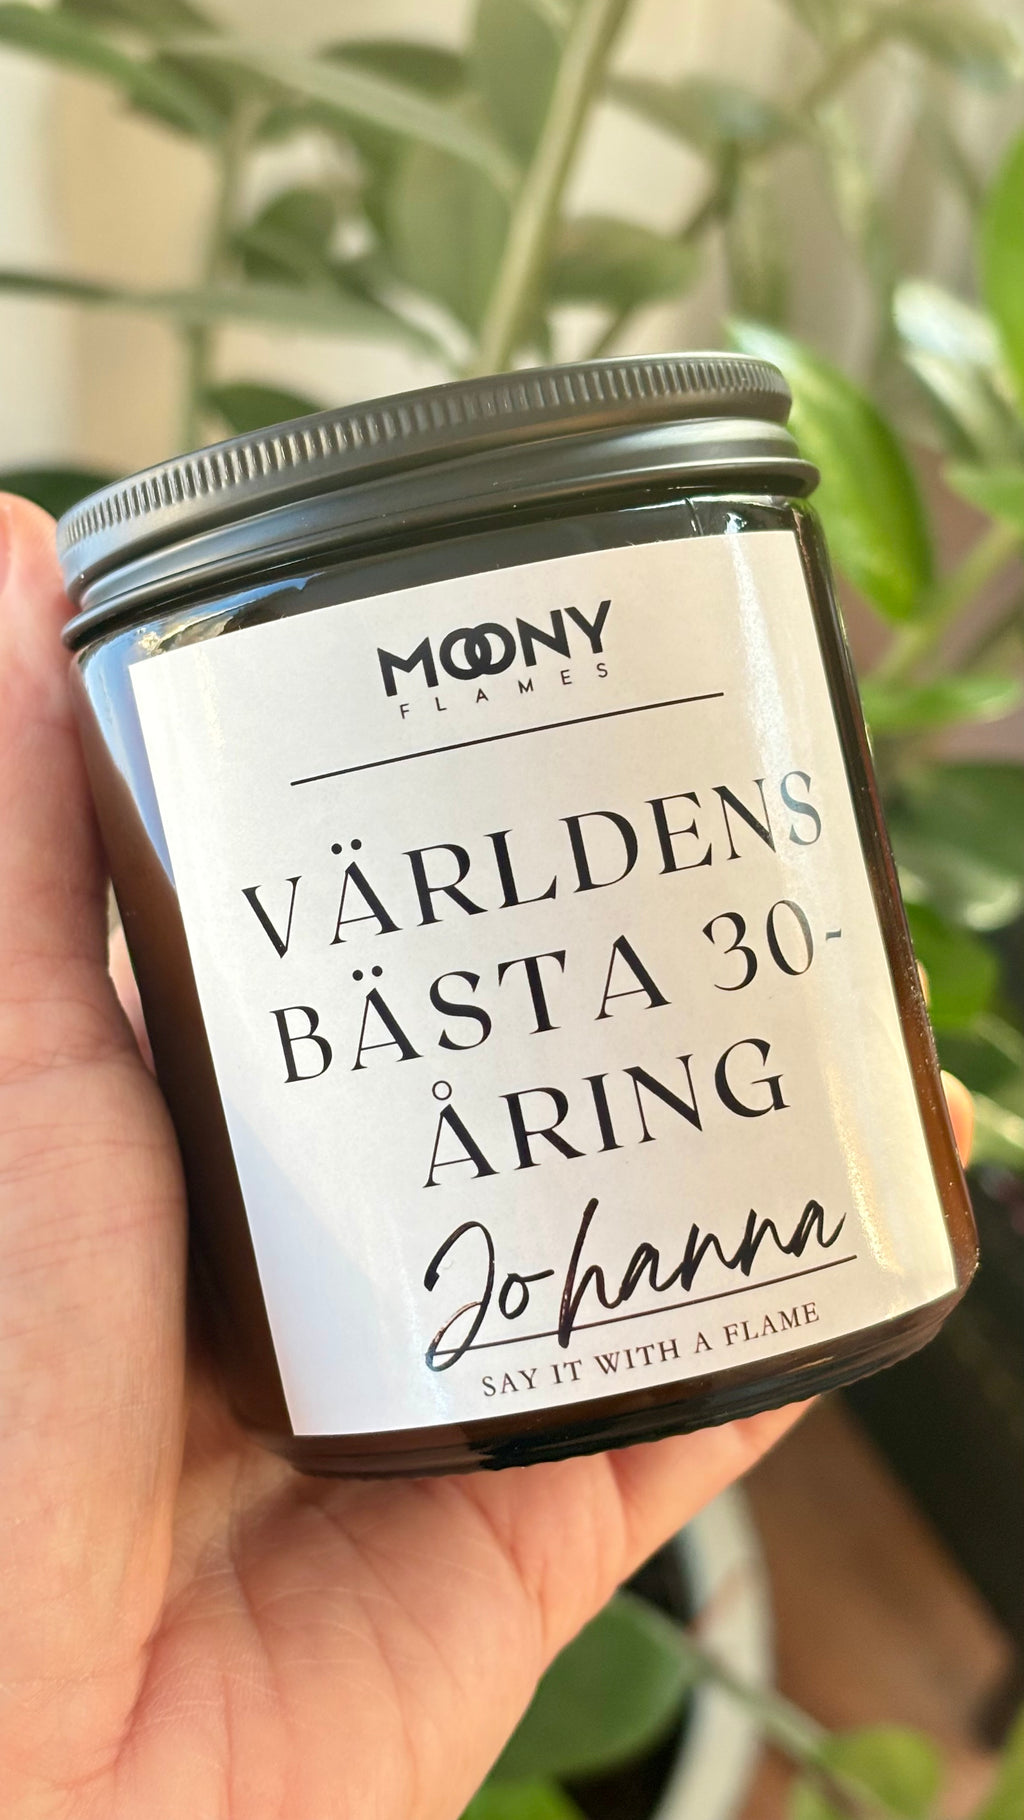 MOONY
FLAMES
VÄRLDENS
BÄSTA 30-
ÅRING
Johanna
SAY IT WITH A FLAME